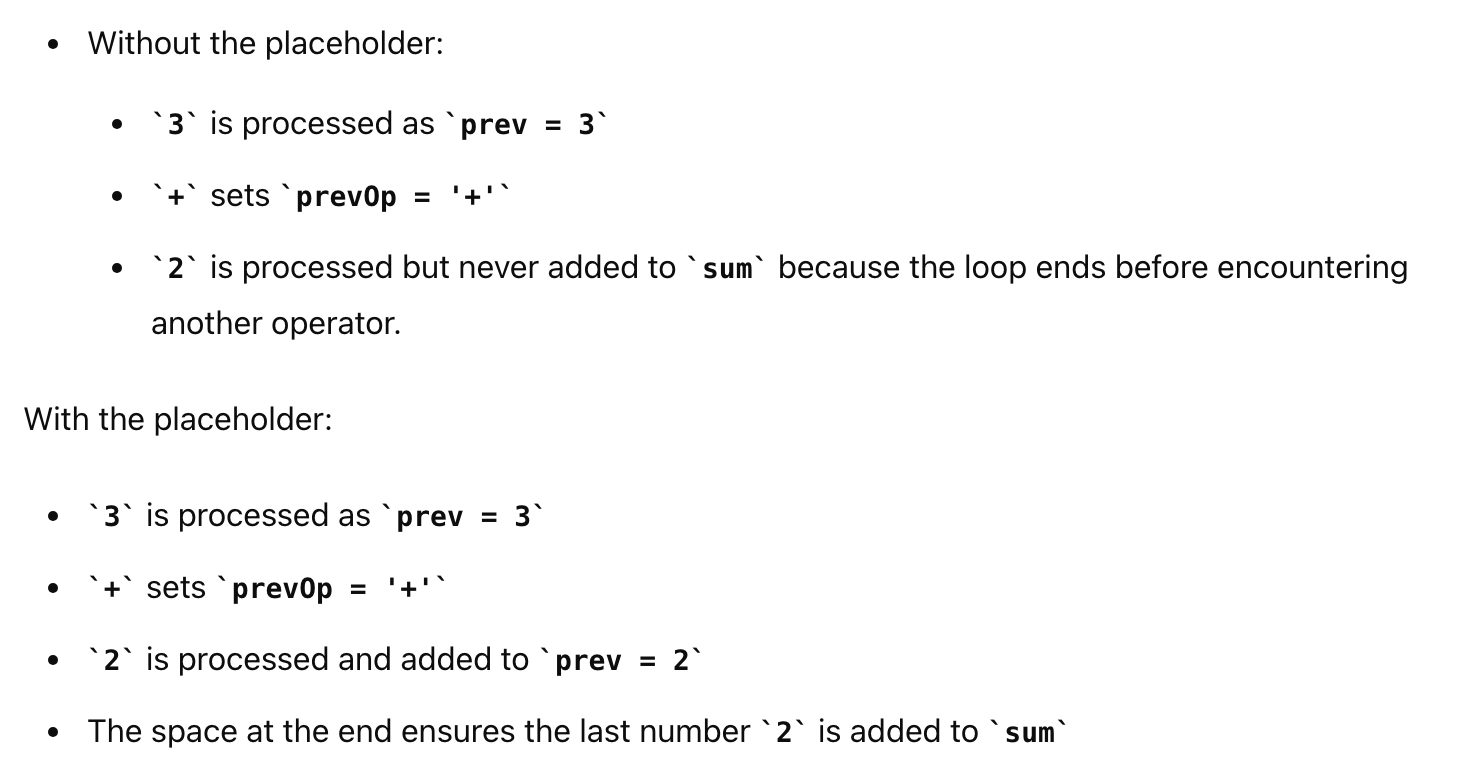 • Without the placeholder:
• `3` is processed as `prev = 3`
• `+` sets `prevOp = '+'`
• `2` is processed but never added to `sum` because the loop ends before encountering
another operator.
With the placeholder:
• `3` is processed as `prev = 3`
• `+` sets `prevOp = '+'`
• `2` is processed and added to `prev = 2`
• The space at the end ensures the last number `2` is added to `sum`